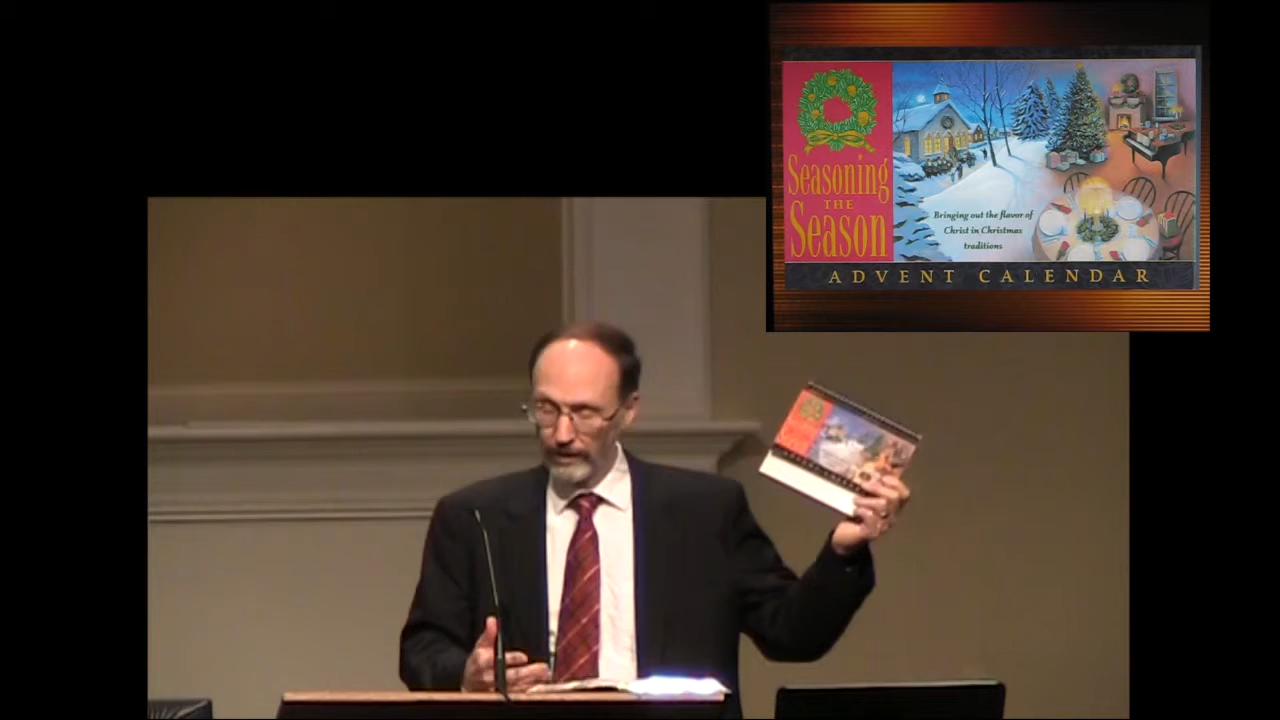 Seasoning
THE
Season
Bringing out the flavor of
Christ in Christmas
traditions
ADVENT CALENDAR